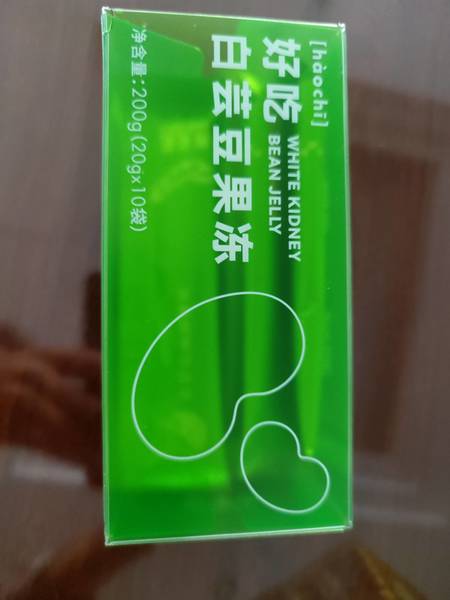 [hàochi]
好吃
WHITE KIDNEY
BEAN JELLY
白芸豆果冻
净含量:200g(20gx10袋)